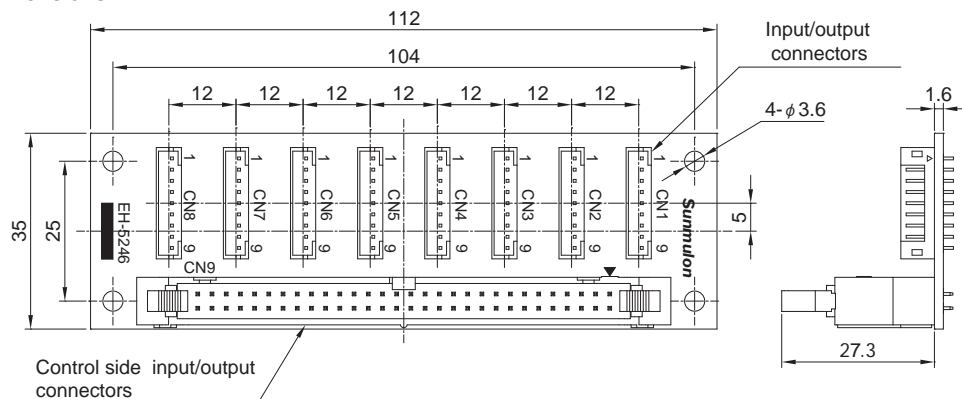 112
104
Input/output
connectors
12 12 12 12 12 12 12
1.6
4-φ3.6
1 1 1 1 1 1 1 1
CN8 CN7 CN6 CN5 CN4 CN3 CN2 CN1
9 9 9 9 9 9 9 9
35
25
EH-5246
Sunmulon
5
CN9
27.3
Control side input/output
connectors